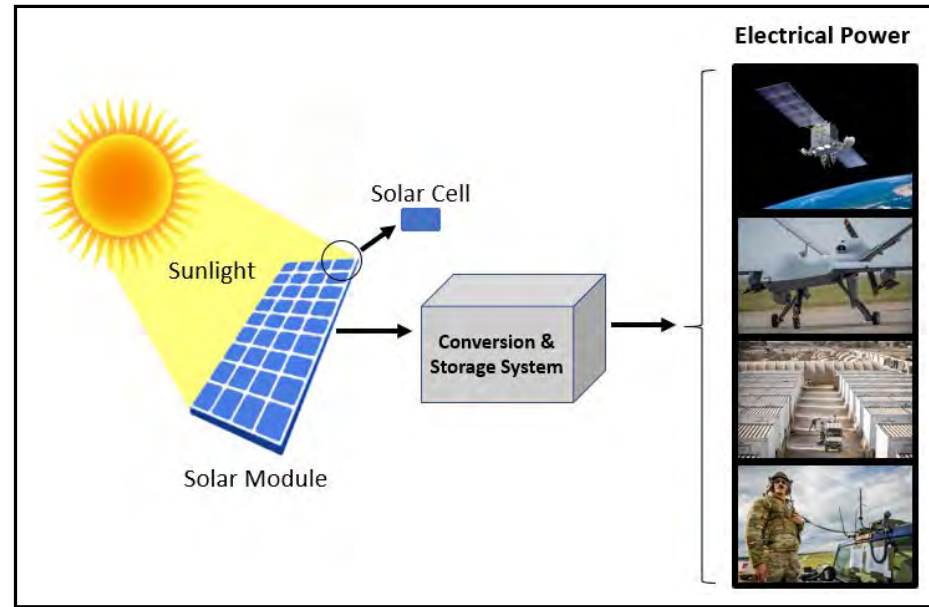 Electrical Power
Solar Cell
Sunlight
Conversion &
Storage System
Solar Module